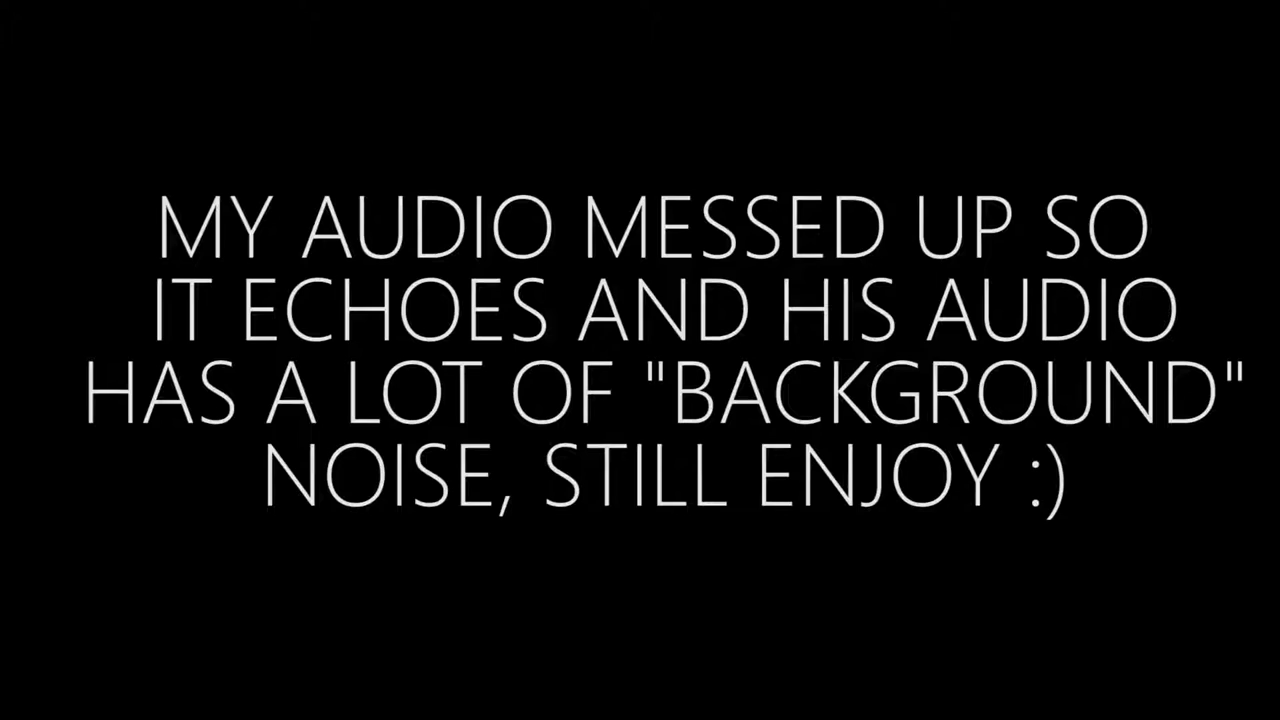 MY AUDIO MESSED UP SO
IT ECHOES AND HIS AUDIO
HAS A LOT OF "BACKGROUND"
NOISE, STILL ENJOY :)